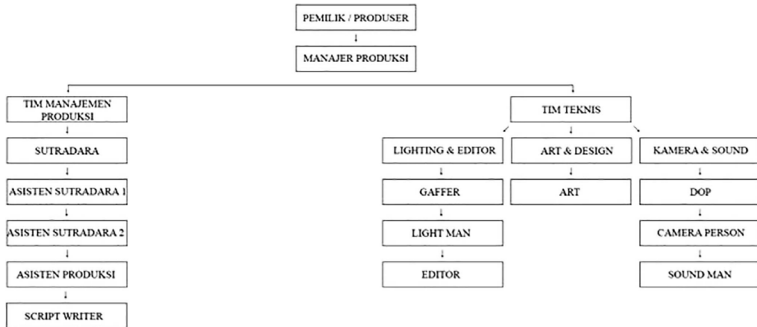 PEMILIK / PRODUSER
MANAJER PRODUKSI
TIM MANAJEMEN
PRODUKSI
TIM TEKNIS
SUTRADARA
LIGHTING & EDITOR
ART & DESIGN
KAMERA & SOUND
ASISTEN SUTRADARA 1
GAFFER
ART
DOP
ASISTEN SUTRADARA 2
LIGHT MAN
CAMERA PERSON
ASISTEN PRODUKSI
EDITOR
SOUND MAN
SCRIPT WRITER